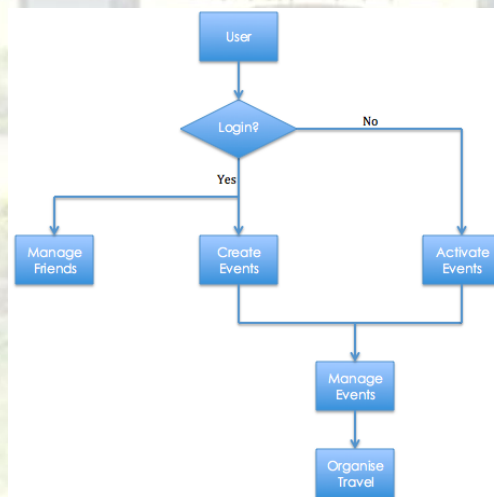 User
Login?
No
Yes
Manage
Friends
Create
Events
Activate
Events
Manage
Events
Organise
Travel